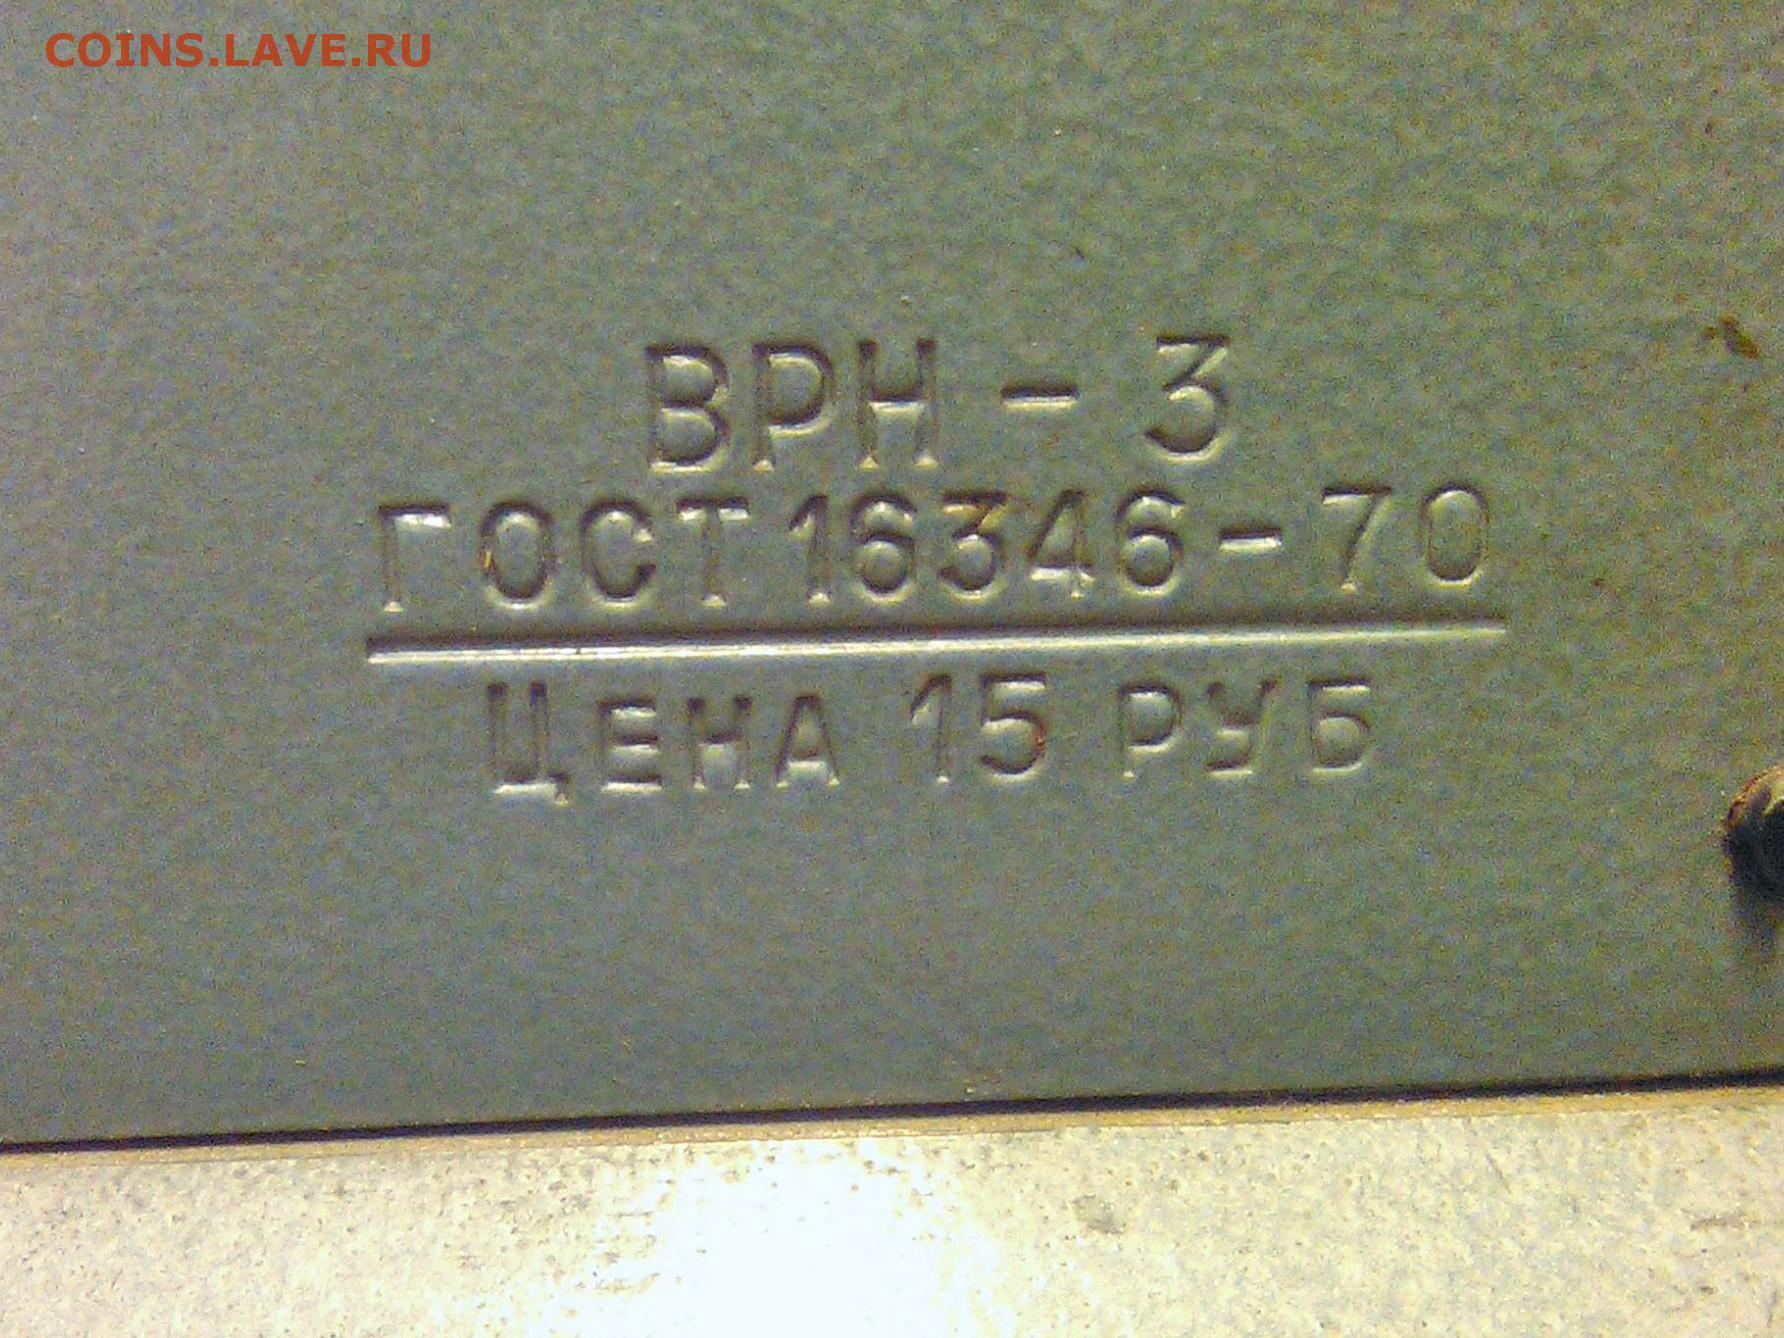 COINS.LAVE.RU
ВРН - 3
ГОСТ 16346-70
ЦЕНА 15 РУБ